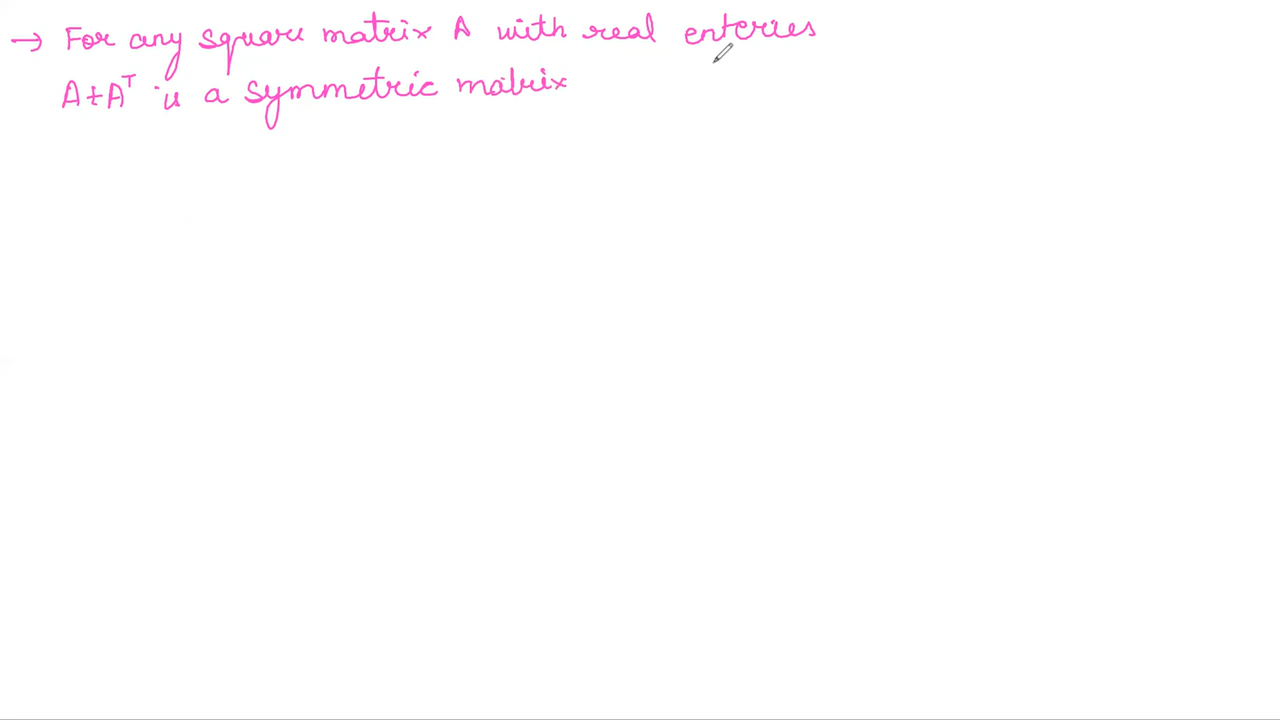 → For any square matrix A with real enteries
A+Aᵀ is a symmetric matrix